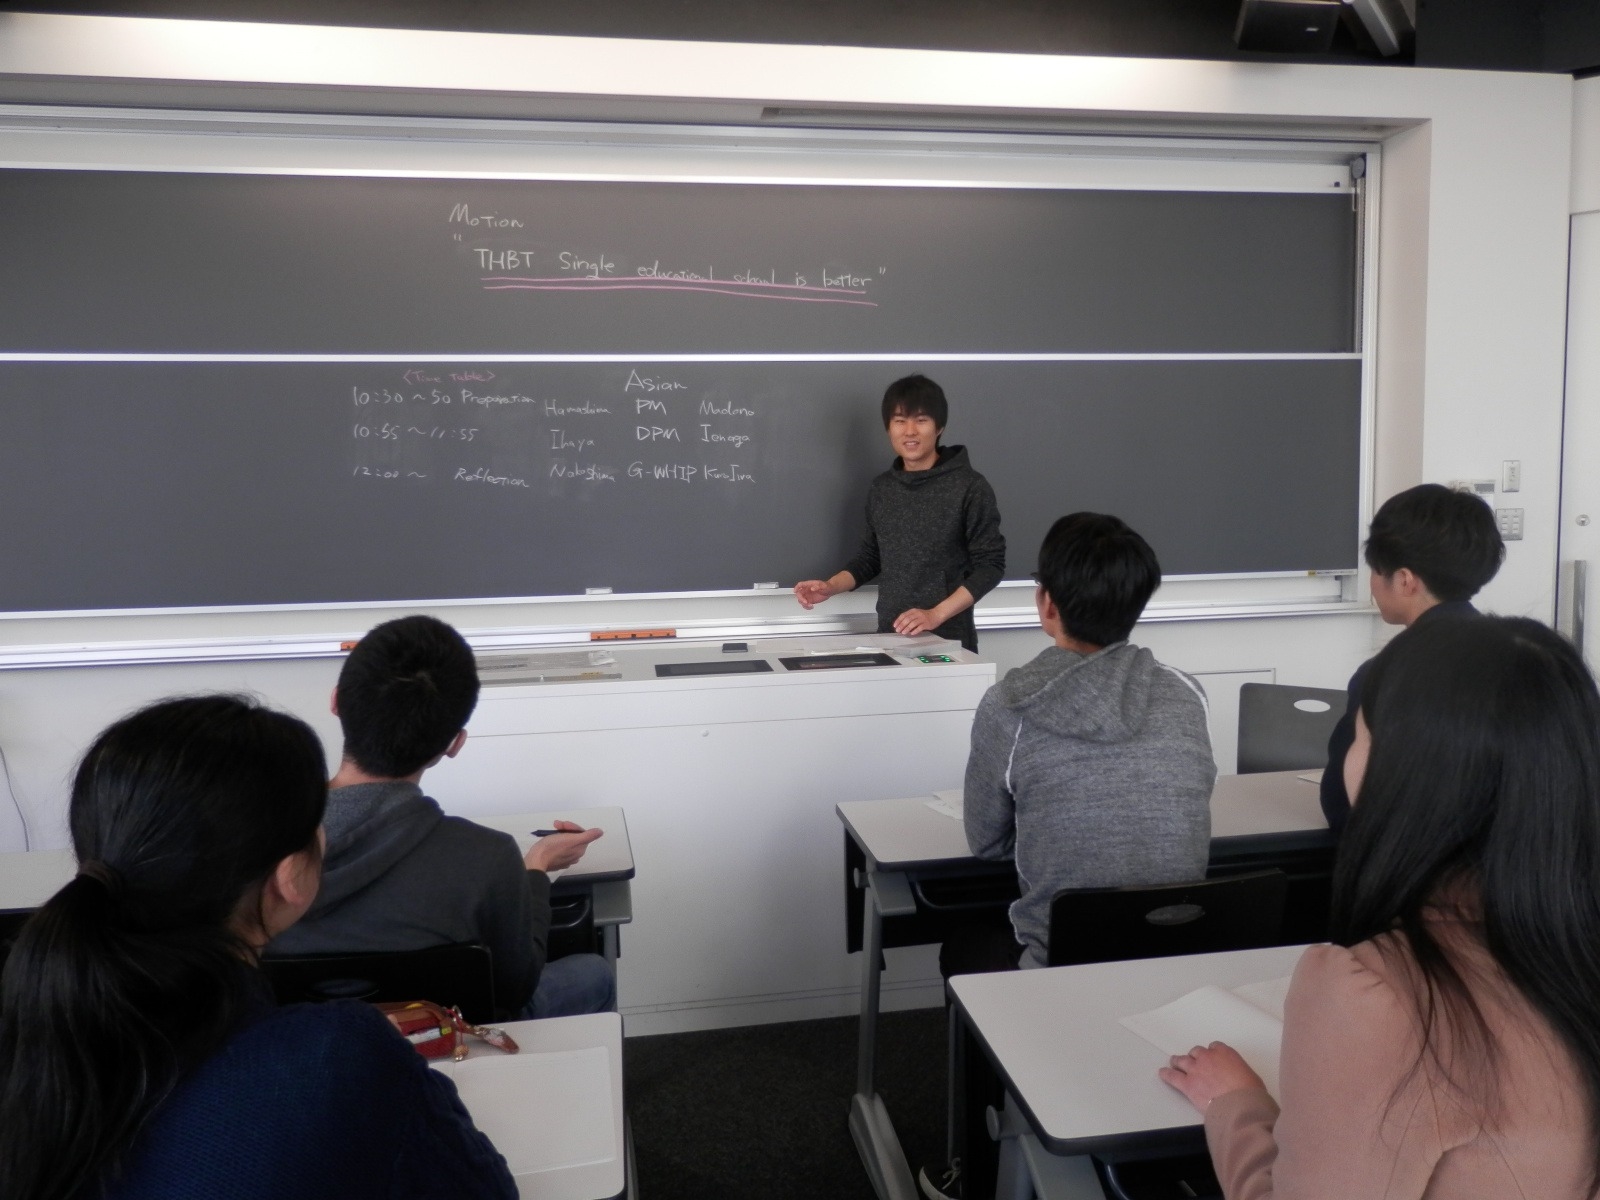 Motion
" THBT Single educational school is better "
<Time Table>
10:30 ~ 50 Preparation
10:55 ~ 11:55
12:00 ~ Reflection
Asian
Hamashima PM Madono
Ihaya DPM Ienaga
G-WHIP